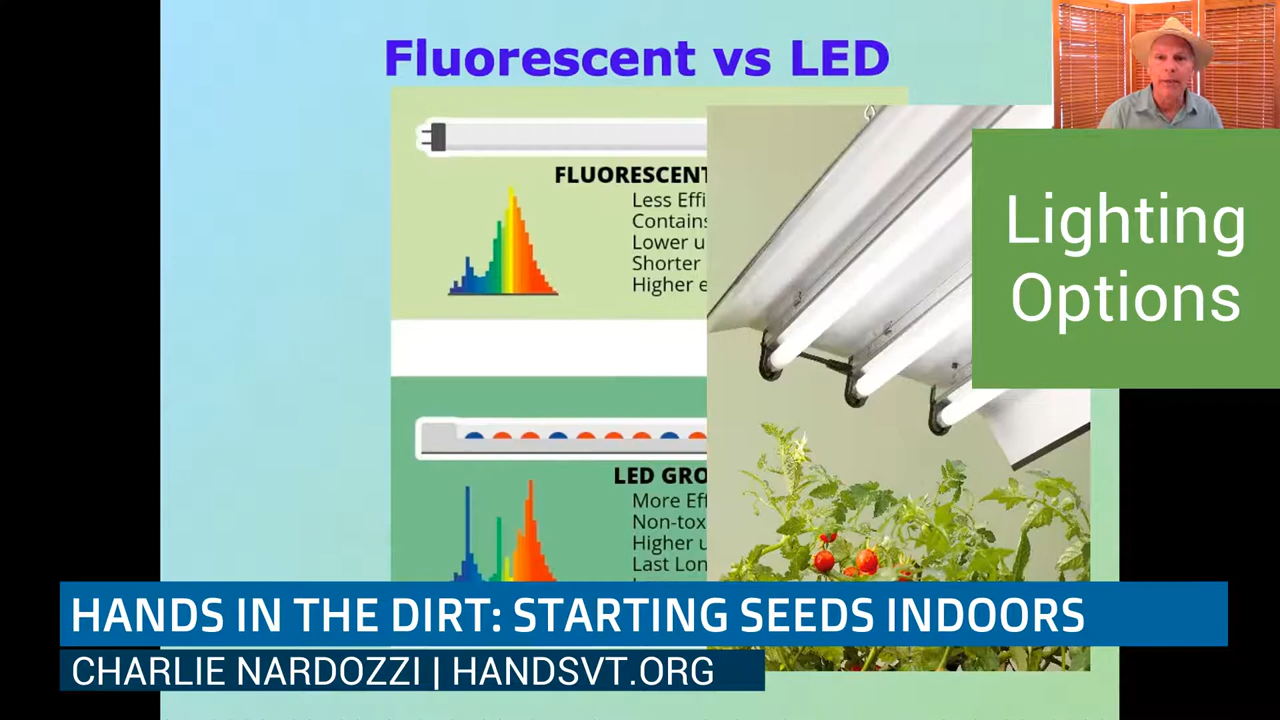 Fluorescent vs LED
FLUORESCENT
Less Effi
Contains
Lower u
Shorter
Higher e
Lighting
Options
LED GRO
More Eff
Non-tox
Higher u
Last Lon
HANDS IN THE DIRT: STARTING SEEDS INDOORS
CHARLIE NARDOZZI | HANDSVT.ORG